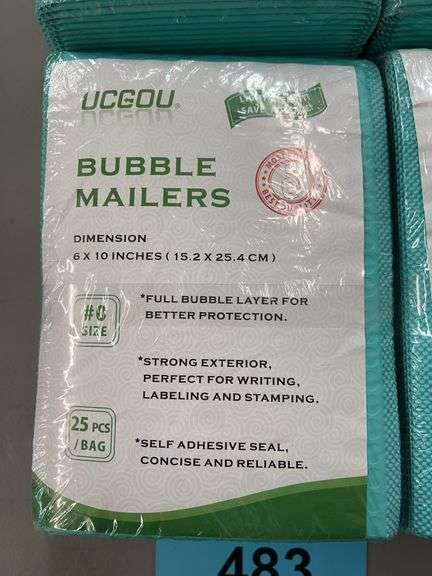 UCGOU®
BUBBLE
MAILERS
DIMENSION
6 X 10 INCHES ( 15.2 X 25.4 CM )
#0
SIZE
*FULL BUBBLE LAYER FOR
BETTER PROTECTION.
*STRONG EXTERIOR,
PERFECT FOR WRITING,
LABELING AND STAMPING.
25 PCS
/ BAG
*SELF ADHESIVE SEAL,
CONCISE AND RELIABLE.
483